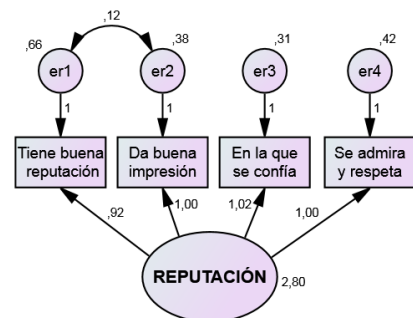 ,12
,66
,38
,31
,42
er1
er2
er3
er4
1
1
1
1
Tiene buena
reputación
Da buena
impresión
En la que
se confía
Se admira
y respeta
,92
1,00
1,02
1,00
REPUTACIÓN
2,80